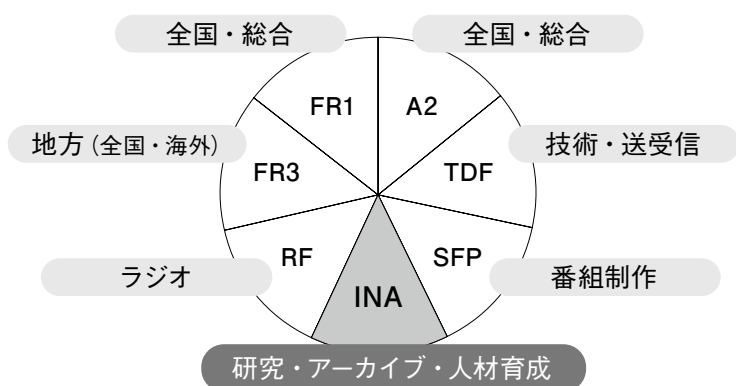 全国・総合
全国・総合
FR1
A2
地方（全国・海外）
技術・送受信
FR3
TDF
ラジオ
RF
SFP
番組制作
INA
研究・アーカイブ・人材育成